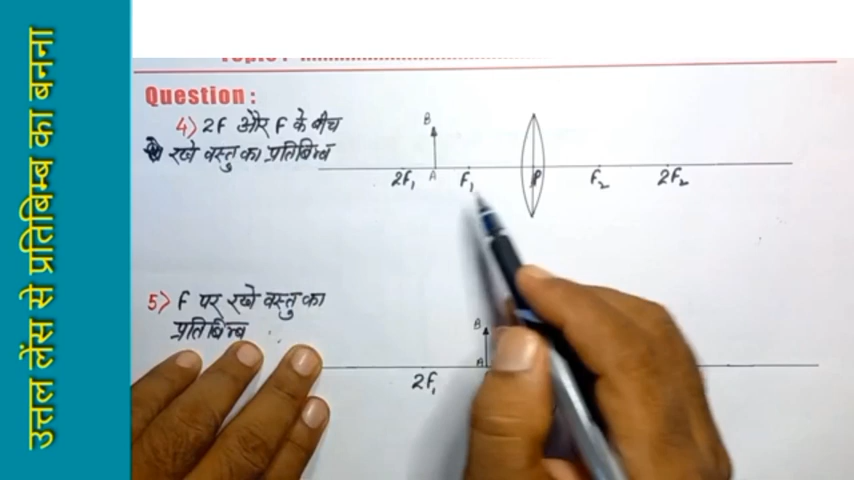 उत्तल लेंस से प्रतिबिम्ब का बनना
Question :
4) 2F और F के बीच
रखे वस्तु का प्रतिबिम्ब
B
2F₁ A F₁ P F₂ 2F₂
5) F पर रखे वस्तु का
प्रतिबिम्ब
B
A
2F₁